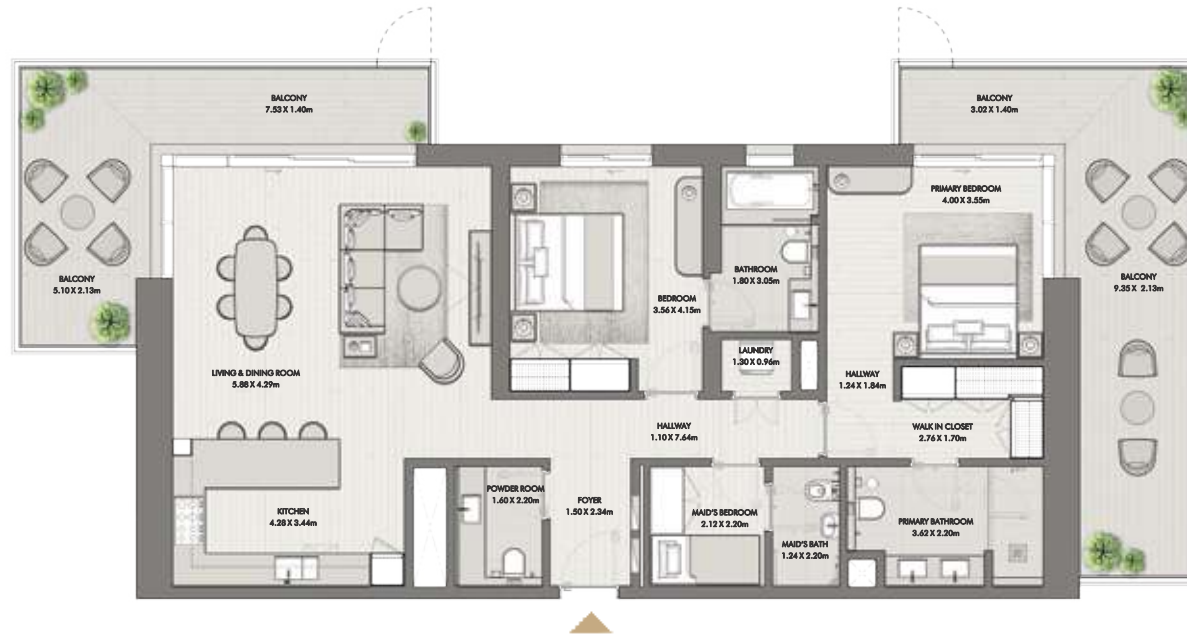 BALCONY
7.53 X 1.40m
BALCONY
3.02 X 1.40m
PRIMARY BEDROOM
4.00 X 3.55m
BALCONY
5.10 X 2.13m
BEDROOM
3.56 X 4.15m
BATHROOM
1.80 X 3.05m
BALCONY
9.35 X 2.13m
LIVING & DINING ROOM
5.88 X 4.29m
LAUNDRY
1.30 X 0.96m
HALLWAY
1.24 X 1.84m
HALLWAY
1.10 X 7.64m
WALK IN CLOSET
2.76 X 1.70m
KITCHEN
4.28 X 3.44m
POWDER ROOM
1.60 X 2.20m
FOYER
1.50 X 2.34m
MAID'S BEDROOM
2.12 X 2.20m
MAID'S BATH
1.24 X 2.20m
PRIMARY BATHROOM
3.62 X 2.20m